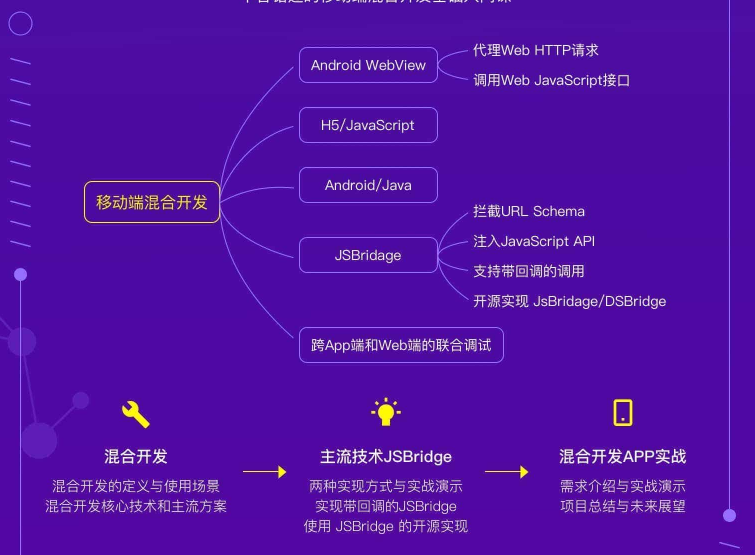 Android WebView
代理Web HTTP请求
调用Web JavaScript接口
H5/JavaScript
Android/Java
移动端混合开发
JSBridage
拦截URL Schema
注入JavaScript API
支持带回调的调用
开源实现 JsBridage/DSBridge
跨App端和Web端的联合调试
混合开发
混合开发的定义与使用场景
混合开发核心技术和主流方案
主流技术JSBridge
两种实现方式与实战演示
实现带回调的JSBridge
使用 JSBridge 的开源实现
混合开发APP实战
需求介绍与实战演示
项目总结与未来展望